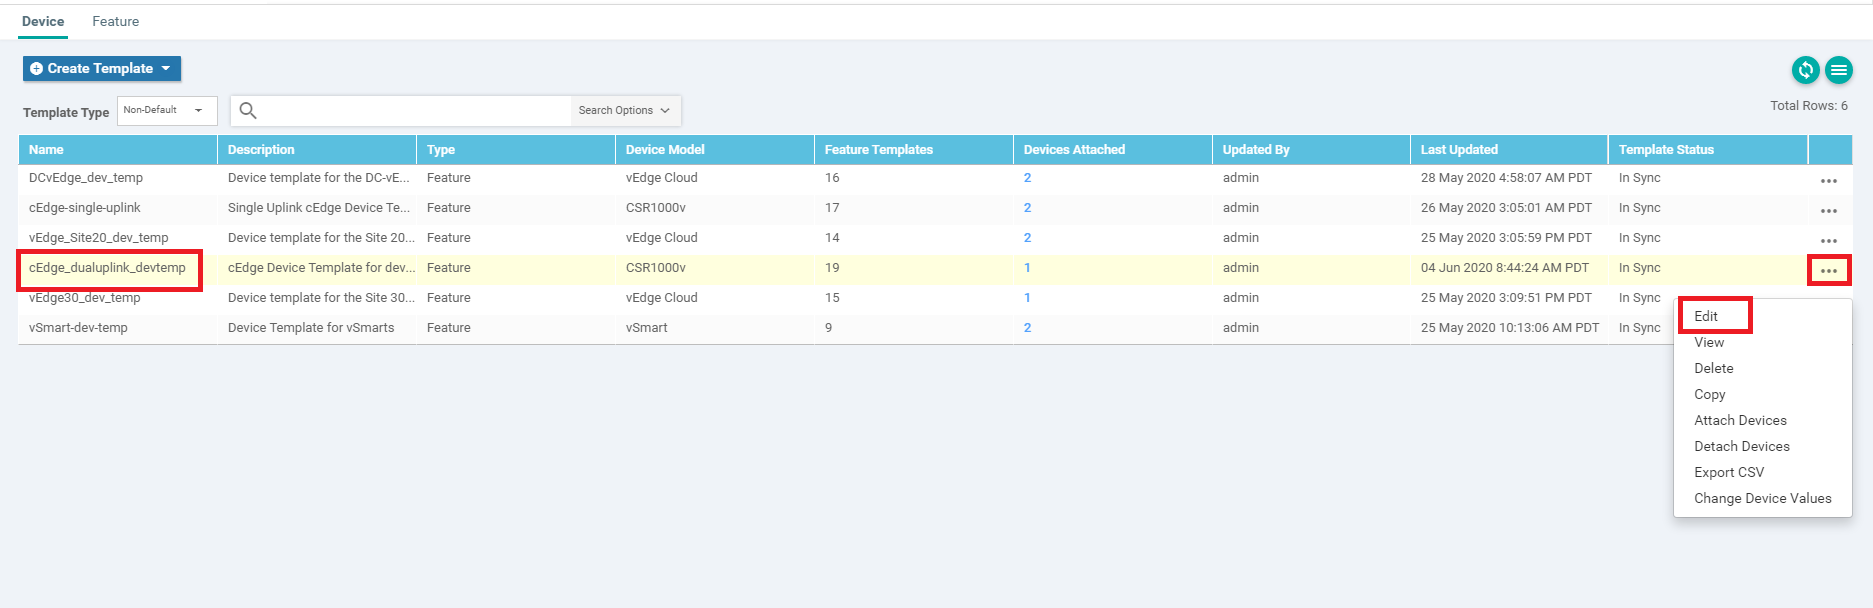 Device Feature
Create Template
Template Type Non-Default Search Options Total Rows: 6
Name Description Type Device Model Feature Templates Devices Attached Updated By Last Updated Template Status
DCvEdge_dev_temp Device template for the DC-vE... Feature vEdge Cloud 16 2 admin 28 May 2020 4:58:07 AM PDT In Sync
cEdge-single-uplink Single Uplink cEdge Device Te... Feature CSR1000v 17 2 admin 26 May 2020 3:05:01 AM PDT In Sync
vEdge_Site20_dev_temp Device template for the Site 20... Feature vEdge Cloud 14 2 admin 25 May 2020 3:05:59 PM PDT In Sync
cEdge_dualuplink_devtemp cEdge Device Template for dev... Feature CSR1000v 19 1 admin 04 Jun 2020 8:44:24 AM PDT In Sync
vEdge30_dev_temp Device template for the Site 30... Feature vEdge Cloud 15 1 admin 25 May 2020 3:09:51 PM PDT In Sync
vSmart-dev-temp Device Template for vSmarts Feature vSmart 9 2 admin 25 May 2020 10:13:06 AM PDT In Sync
Edit
View
Delete
Copy
Attach Devices
Detach Devices
Export CSV
Change Device Values